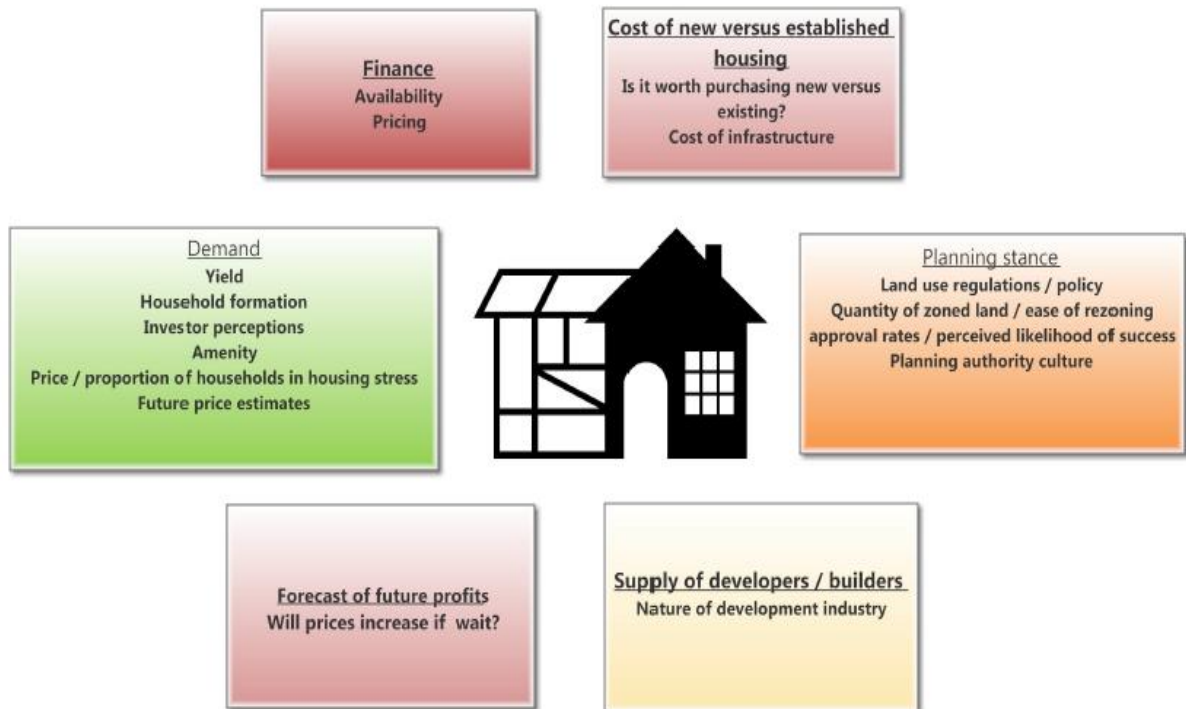 Finance
Availability
Pricing
Cost of new versus established
housing
Is it worth purchasing new versus
existing?
Cost of infrastructure
Demand
Yield
Household formation
Investor perceptions
Amenity
Price / proportion of households in housing stress
Future price estimates
Planning stance
Land use regulations / policy
Quantity of zoned land / ease of rezoning
approval rates / perceived likelihood of success
Planning authority culture
Forecast of future profits
Will prices increase if wait?
Supply of developers / builders
Nature of development industry